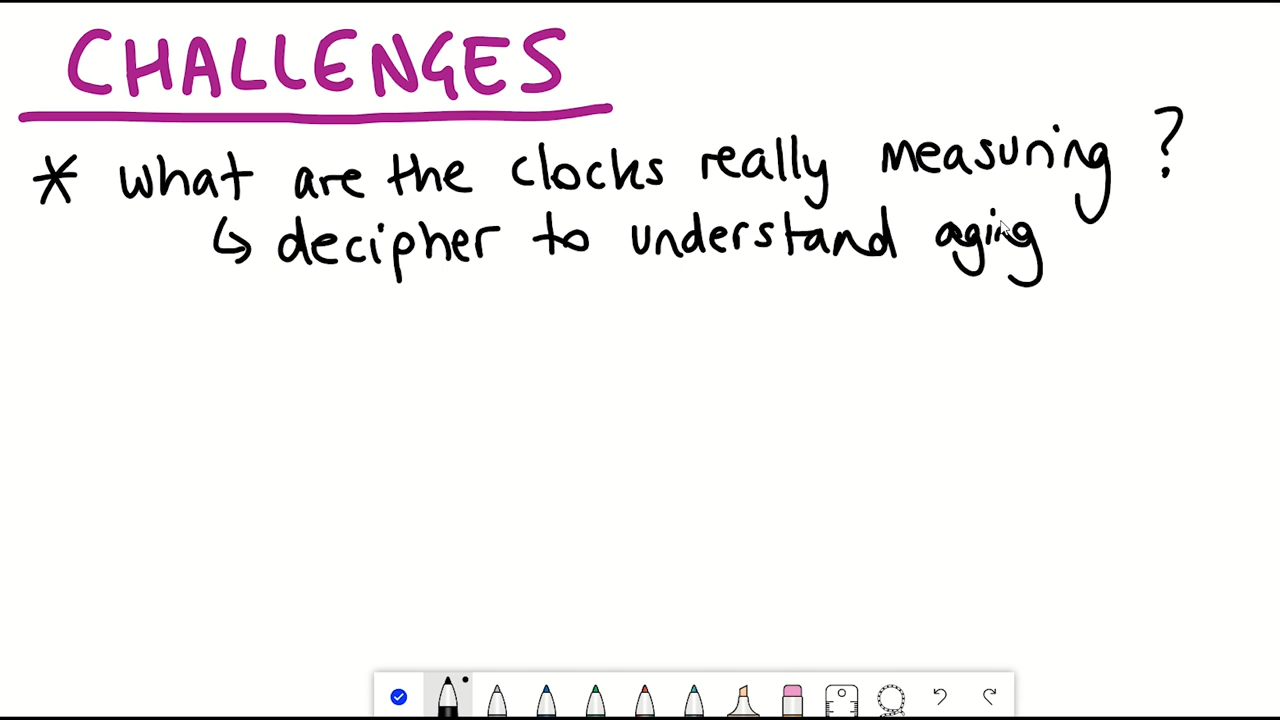 CHALLENGES
* what are the clocks really measuring ?
↳ decipher to understand aging